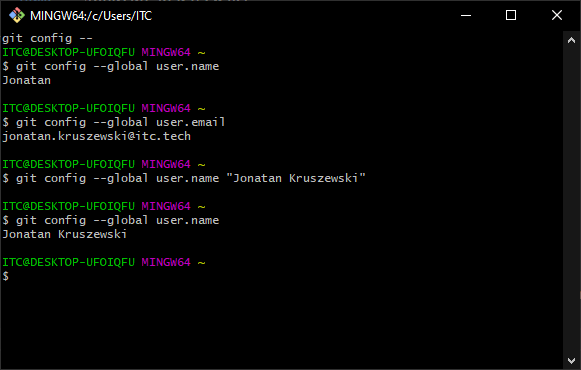 MINGW64:/c/Users/ITC
git config --
ITC@DESKTOP-UFOIQFU MINGW64 ~
$ git config --global user.name
Jonatan
ITC@DESKTOP-UFOIQFU MINGW64 ~
$ git config --global user.email
jonatan.kruszewski@itc.tech
ITC@DESKTOP-UFOIQFU MINGW64 ~
$ git config --global user.name "Jonatan Kruszewski"
ITC@DESKTOP-UFOIQFU MINGW64 ~
$ git config --global user.name
Jonatan Kruszewski
ITC@DESKTOP-UFOIQFU MINGW64 ~
$